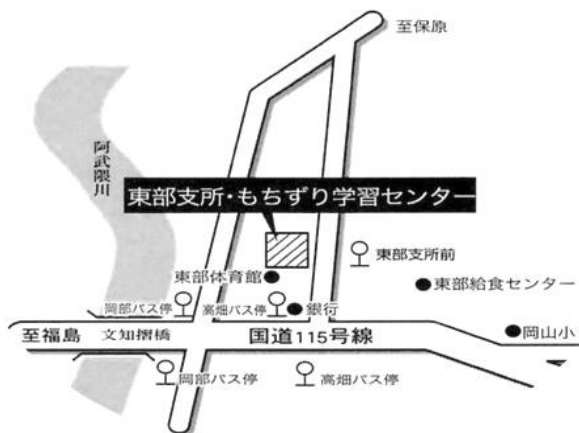 至保原
阿武隈川
東部支所・もちずり学習センター
東部支所前
東部体育館
東部給食センター
岡部バス停
高畑バス停
銀行
岡山小
至福島
文知摺橋
国道115号線
岡部バス停
高畑バス停